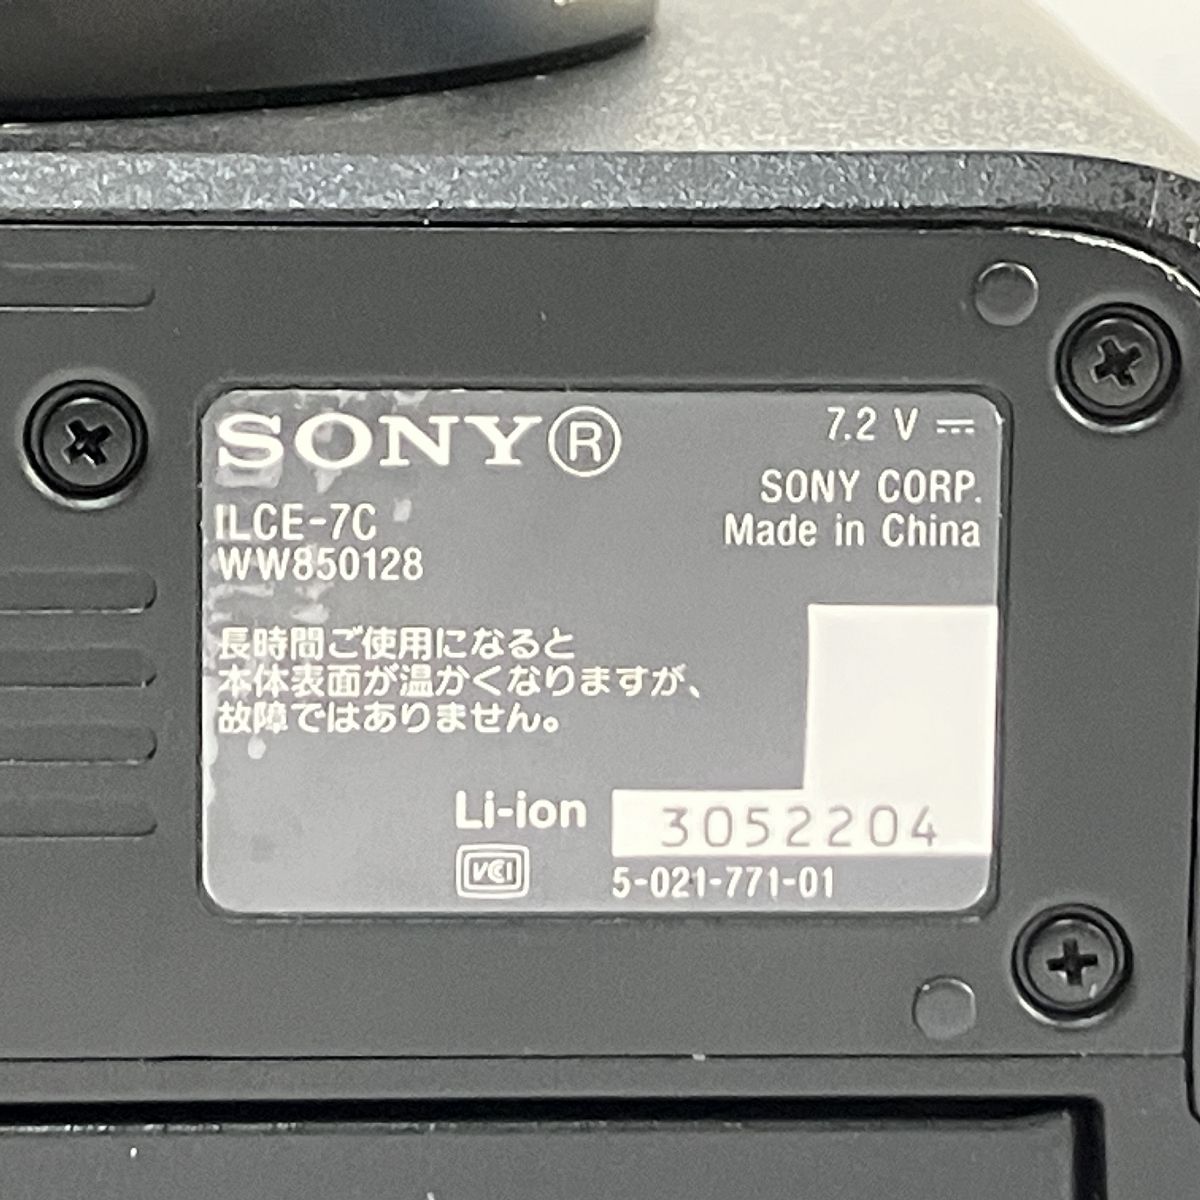 SONY®
7.2 V ⎓
SONY CORP.
ILCE-7C
Made in China
WW850128
長時間ご使用になると
本体表面が温かくなりますが、
故障ではありません。
Li-ion
3052204
VCCI
5-021-771-01